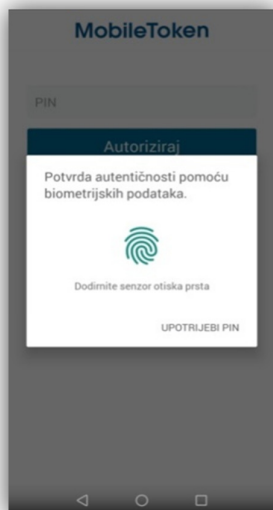 MobileToken
PIN
Autoriziraj
Potvrda autentičnosti pomoću
biometrijskih podataka.
Dodirnite senzor otiska prsta
UPOTRIJEBI PIN